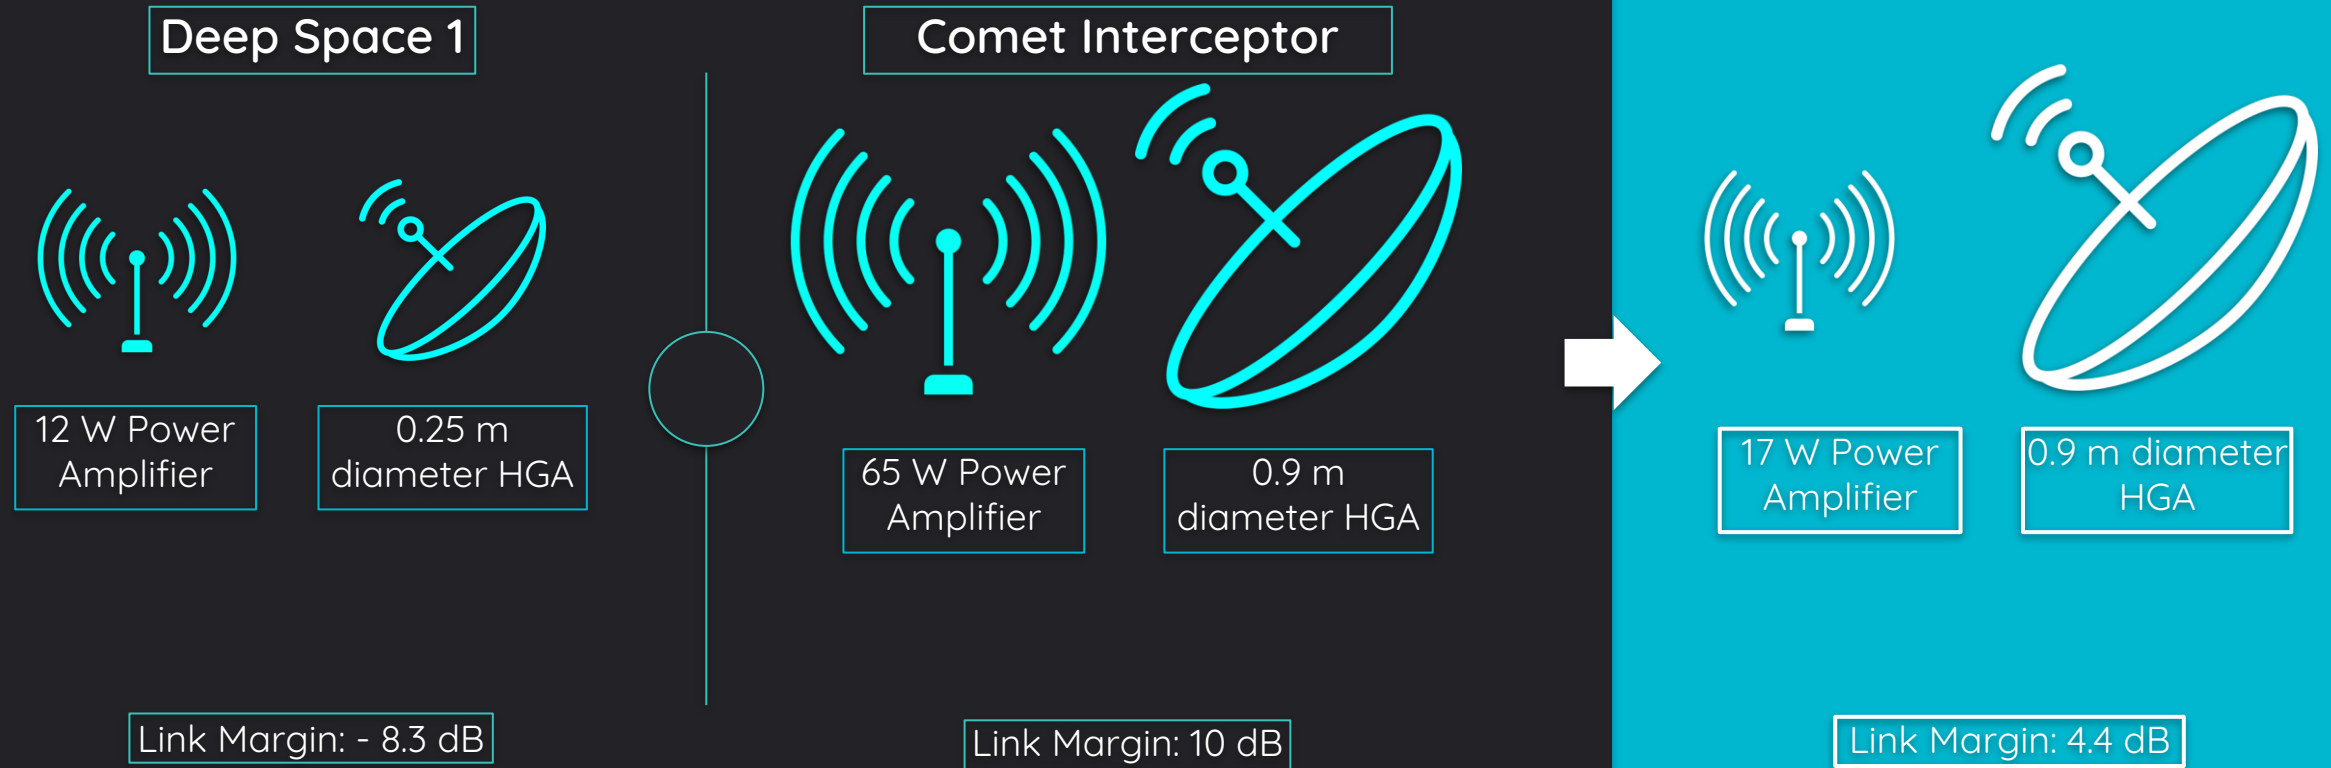 Deep Space 1
12 W Power
Amplifier
0.25 m
diameter HGA
Link Margin: - 8.3 dB
Comet Interceptor
65 W Power
Amplifier
0.9 m
diameter HGA
Link Margin: 10 dB
17 W Power
Amplifier
0.9 m diameter
HGA
Link Margin: 4.4 dB